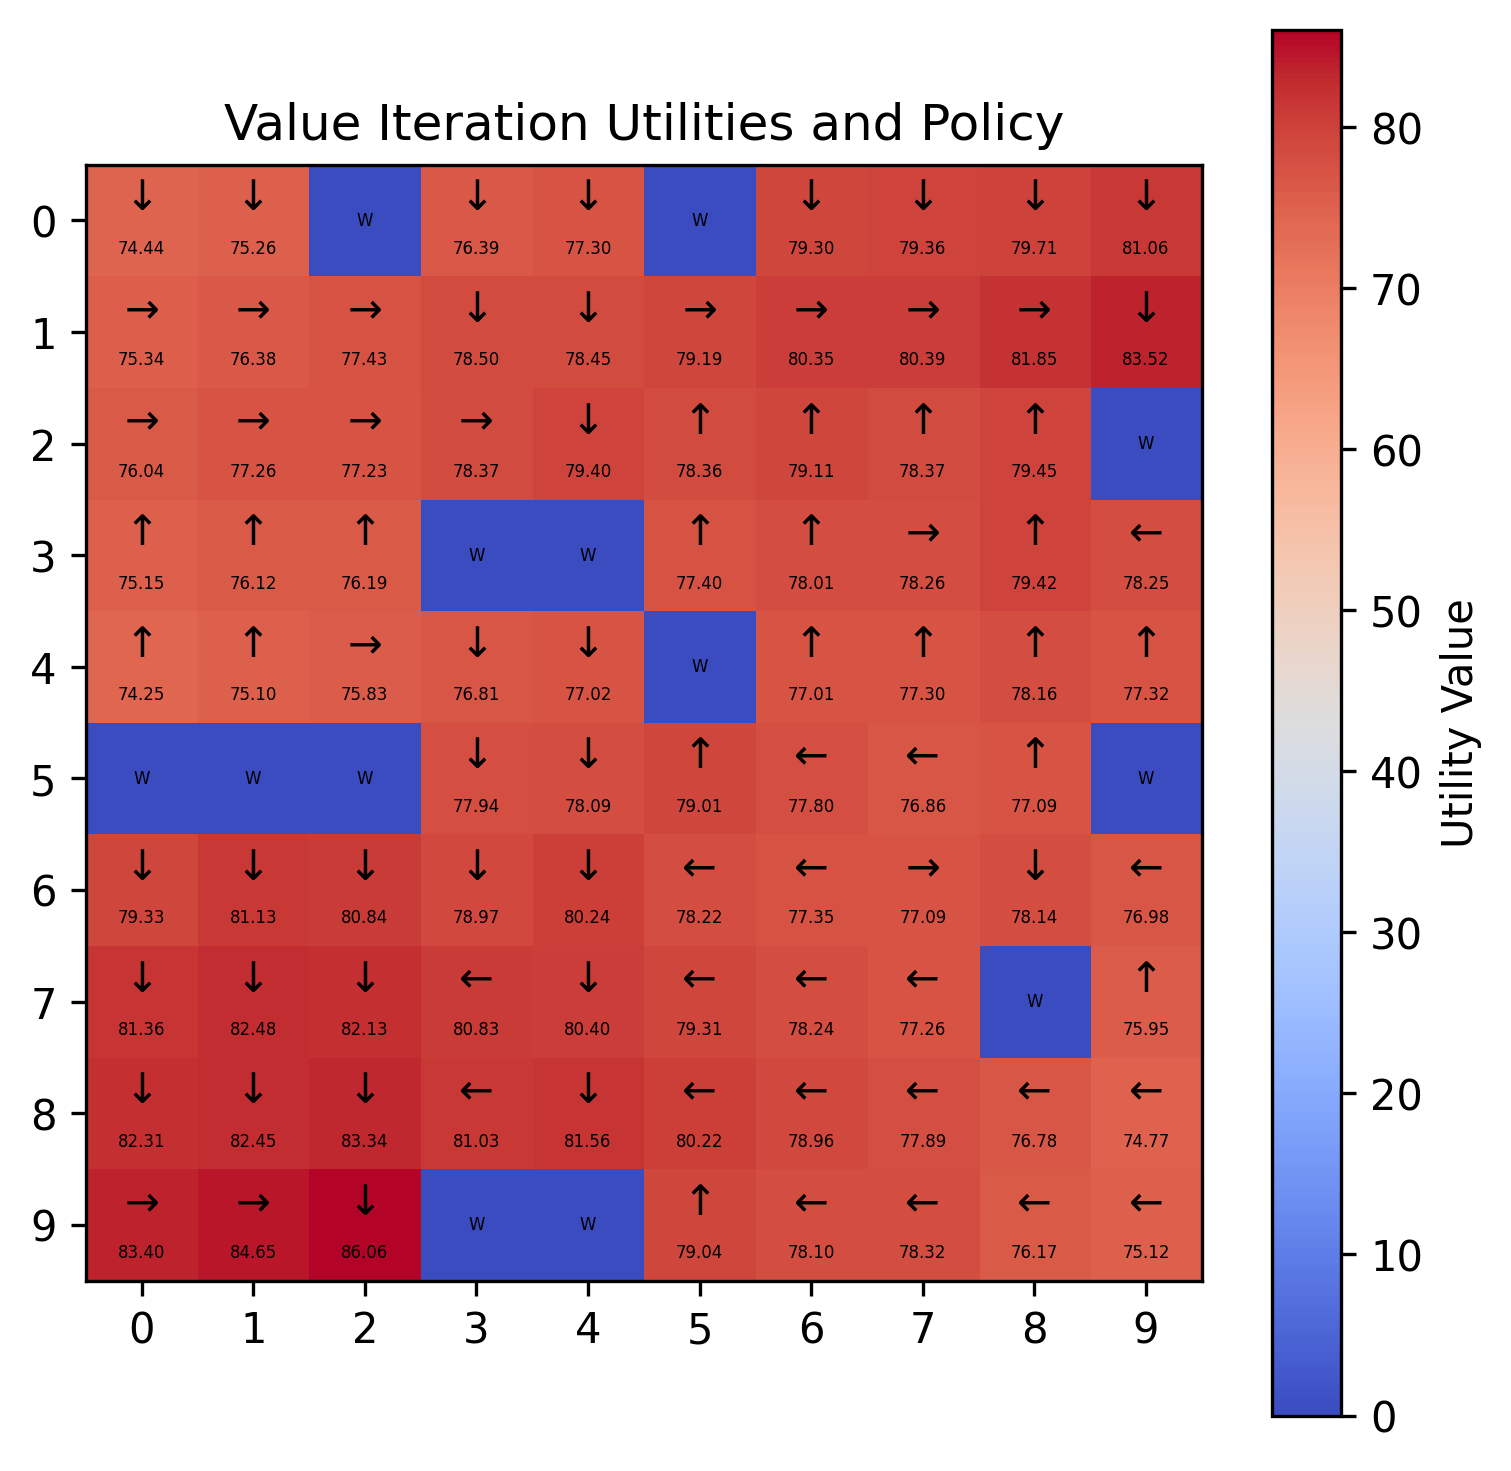 Value Iteration Utilities and Policy
0 ↓ ↓ W ↓ ↓ W ↓ ↓ ↓ ↓
74.44 75.26 76.39 77.30 79.30 79.36 79.71 81.06
1 → → → ↓ ↓ → → → → ↓
75.34 76.38 77.43 78.50 78.45 79.19 80.35 80.39 81.85 83.52
2 → → → → ↓ ↑ ↑ ↑ ↑ W
76.04 77.26 77.23 78.37 79.40 78.36 79.11 78.37 79.45
3 ↑ ↑ ↑ W W ↑ ↑ → ↑ ←
75.15 76.12 76.19 77.40 78.01 78.26 79.42 78.25
4 ↑ ↑ → ↓ ↓ W ↑ ↑ ↑ ↑
74.25 75.10 75.83 76.81 77.02 77.01 77.30 78.16 77.32
5 W W W ↓ ↓ ↑ ← ← ↑ W
77.94 78.09 79.01 77.80 76.86 77.09
6 ↓ ↓ ↓ ↓ ↓ ← ← → ↓ ←
79.33 81.13 80.84 78.97 80.24 78.22 77.35 77.09 78.14 76.98
7 ↓ ↓ ↓ ← ↓ ← ← ← W ↑
81.36 82.48 82.13 80.83 80.40 79.31 78.24 77.26 75.95
8 ↓ ↓ ↓ ← ↓ ← ← ← ← ←
82.31 82.45 83.34 81.03 81.56 80.22 78.96 77.89 76.78 74.77
9 → → ↓ W W ↑ ← ← ← ←
83.40 84.65 86.06 79.04 78.10 78.32 76.17 75.12
0 1 2 3 4 5 6 7 8 9
80
70
60
50
40
30
20
10
0
Utility Value